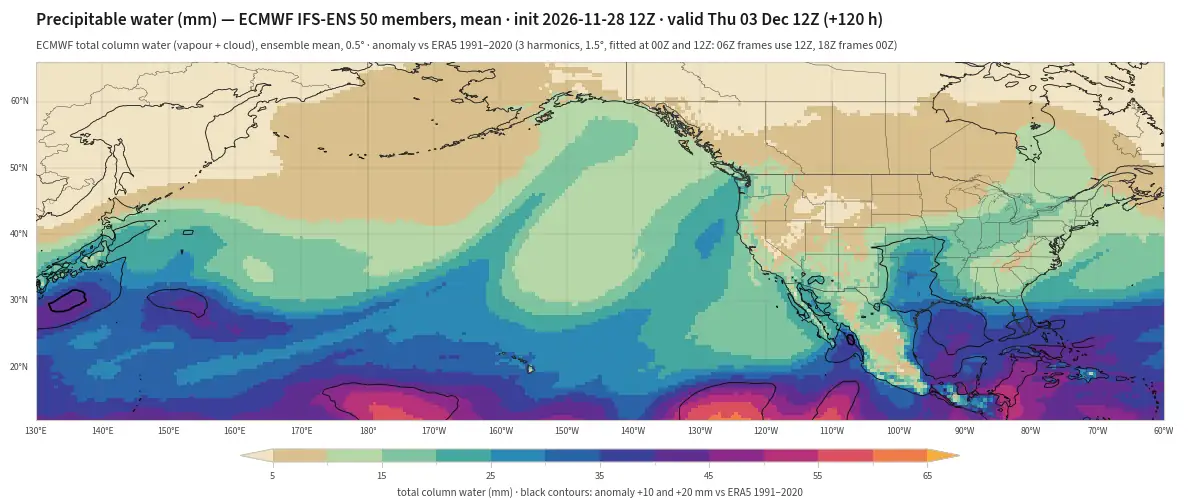 Precipitable water (mm) — ECMWF IFS-ENS 50 members, mean · init 2026-11-28 12Z · valid Thu 03 Dec 12Z (+120 h)
ECMWF total column water (vapour + cloud), ensemble mean, 0.5° · anomaly vs ERA5 1991–2020 (3 harmonics, 1.5°, fitted at 00Z and 12Z: 06Z frames use 12Z, 18Z frames 00Z)
60°N
50°N
40°N
30°N
20°N
130°E 140°E 150°E 160°E 170°E 180° 170°W 160°W 150°W 140°W 130°W 120°W 110°W 100°W 90°W 80°W 70°W 60°W
5 15 25 35 45 55 65
total column water (mm) · black contours: anomaly +10 and +20 mm vs ERA5 1991–2020